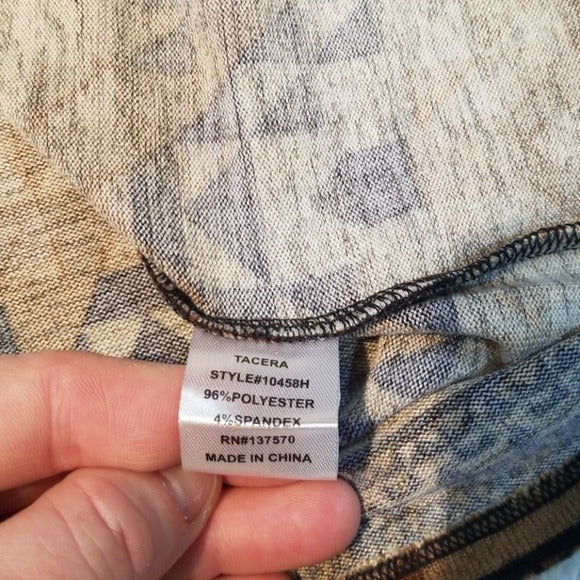 TACERA
STYLE#10458H
96%POLYESTER
4%SPANDEX
RN#137570
MADE IN CHINA